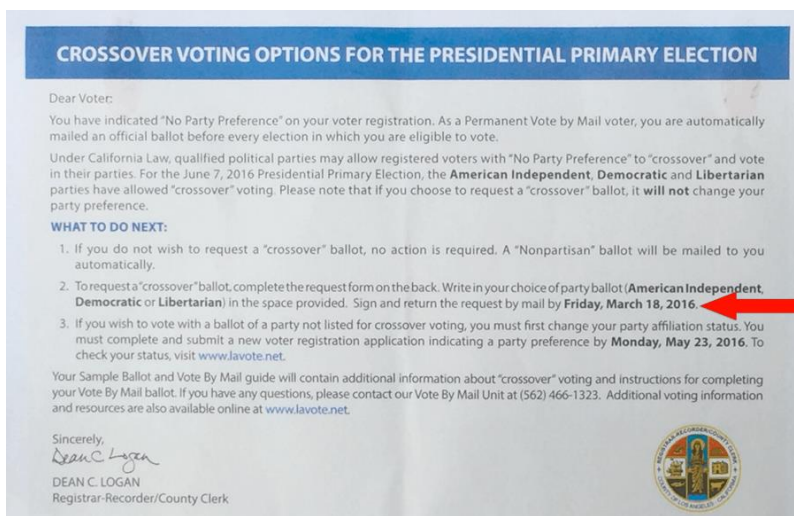 CROSSOVER VOTING OPTIONS FOR THE PRESIDENTIAL PRIMARY ELECTION
Dear Voter:
You have indicated "No Party Preference" on your voter registration. As a Permanent Vote by Mail voter, you are automatically
mailed an official ballot before every election in which you are eligible to vote.
Under California Law, qualified political parties may allow registered voters with "No Party Preference" to "crossover" and vote
in their parties. For the June 7, 2016 Presidential Primary Election, the American Independent, Democratic and Libertarian
parties have allowed "crossover" voting. Please note that if you choose to request a "crossover" ballot, it will not change your
party preference.
WHAT TO DO NEXT:
1. If you do not wish to request a "crossover" ballot, no action is required. A "Nonpartisan" ballot will be mailed to you
automatically.
2. To request a "crossover" ballot, complete the request form on the back. Write in your choice of party ballot (American Independent,
Democratic or Libertarian) in the space provided. Sign and return the request by mail by Friday, March 18, 2016.
3. If you wish to vote with a ballot of a party not listed for crossover voting, you must first change your party affiliation status. You
must complete and submit a new voter registration application indicating a party preference by Monday, May 23, 2016. To
check your status, visit www.lavote.net.
Your Sample Ballot and Vote By Mail guide will contain additional information about "crossover" voting and instructions for completing
your Vote By Mail ballot. If you have any questions, please contact our Vote By Mail Unit at (562) 466-1323. Additional voting information
and resources are also available online at www.lavote.net.
Sincerely,
Dean C Logan
DEAN C. LOGAN
Registrar-Recorder/County Clerk
REGISTRAR-RECORDER/COUNTY CLERK
COUNTY OF LOS ANGELES CALIFORNIA